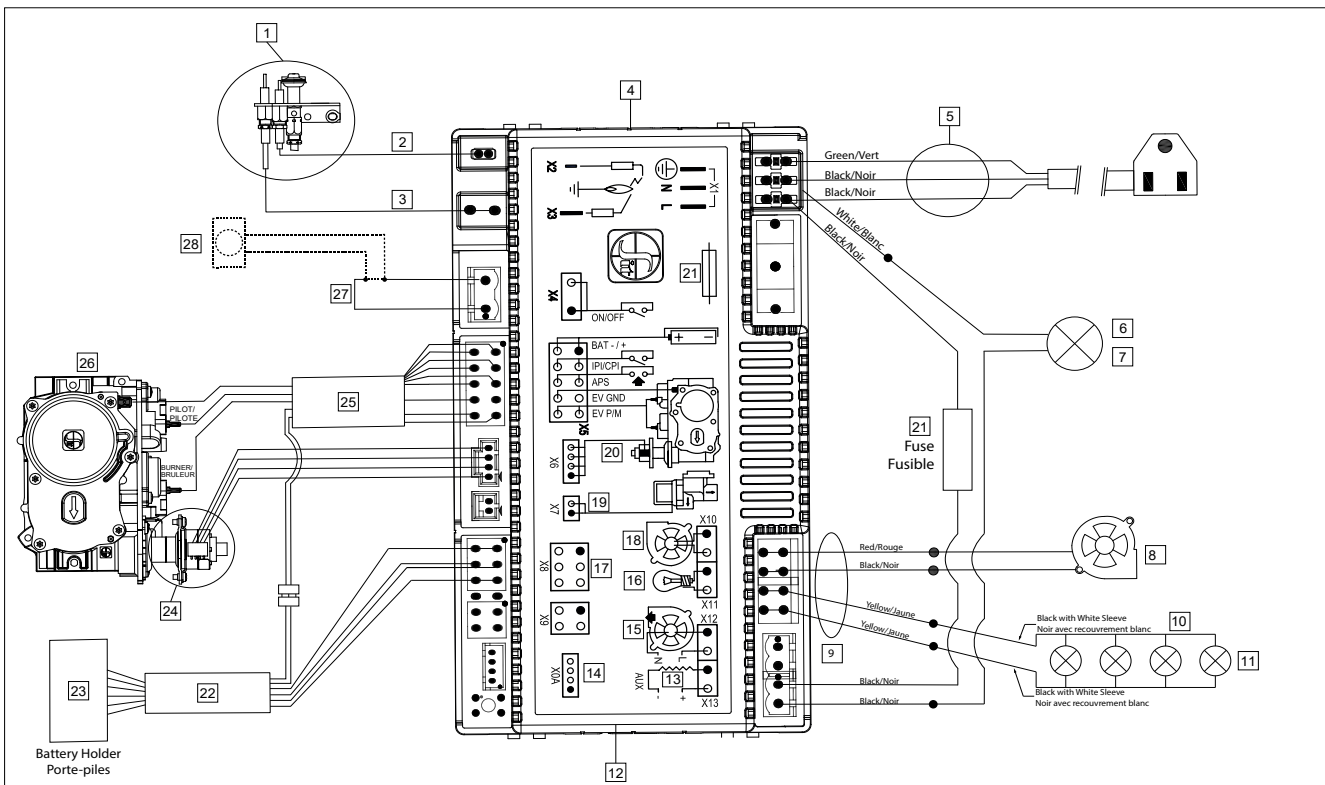 1
2
3
4
5
Green/Vert
Black/Noir
Black/Noir
White/Blanc
Black/Noir
6
7
28
27
X2
X3
X1
N
L
21
X4
ON/OFF
BAT - / +
IPI/CPI
APS
EV GND
EV P/M
X5
26
PILOT/
PILOTE
25
BURNER/
BRULEUR
24
20
X6
19
X7
21
Fuse
Fusible
18
X10
17
X8
16
X11
X9
15
X12
N
L
14
X0A
13
AUX
- +
X13
12
Red/Rouge
Black/Noir
8
Yellow/Jaune
Yellow/Jaune
9
Black with White Sleeve
Noir avec recouvrement blanc
10
11
Black with White Sleeve
Noir avec recouvrement blanc
Black/Noir
Black/Noir
23
22
Battery Holder
Porte-piles